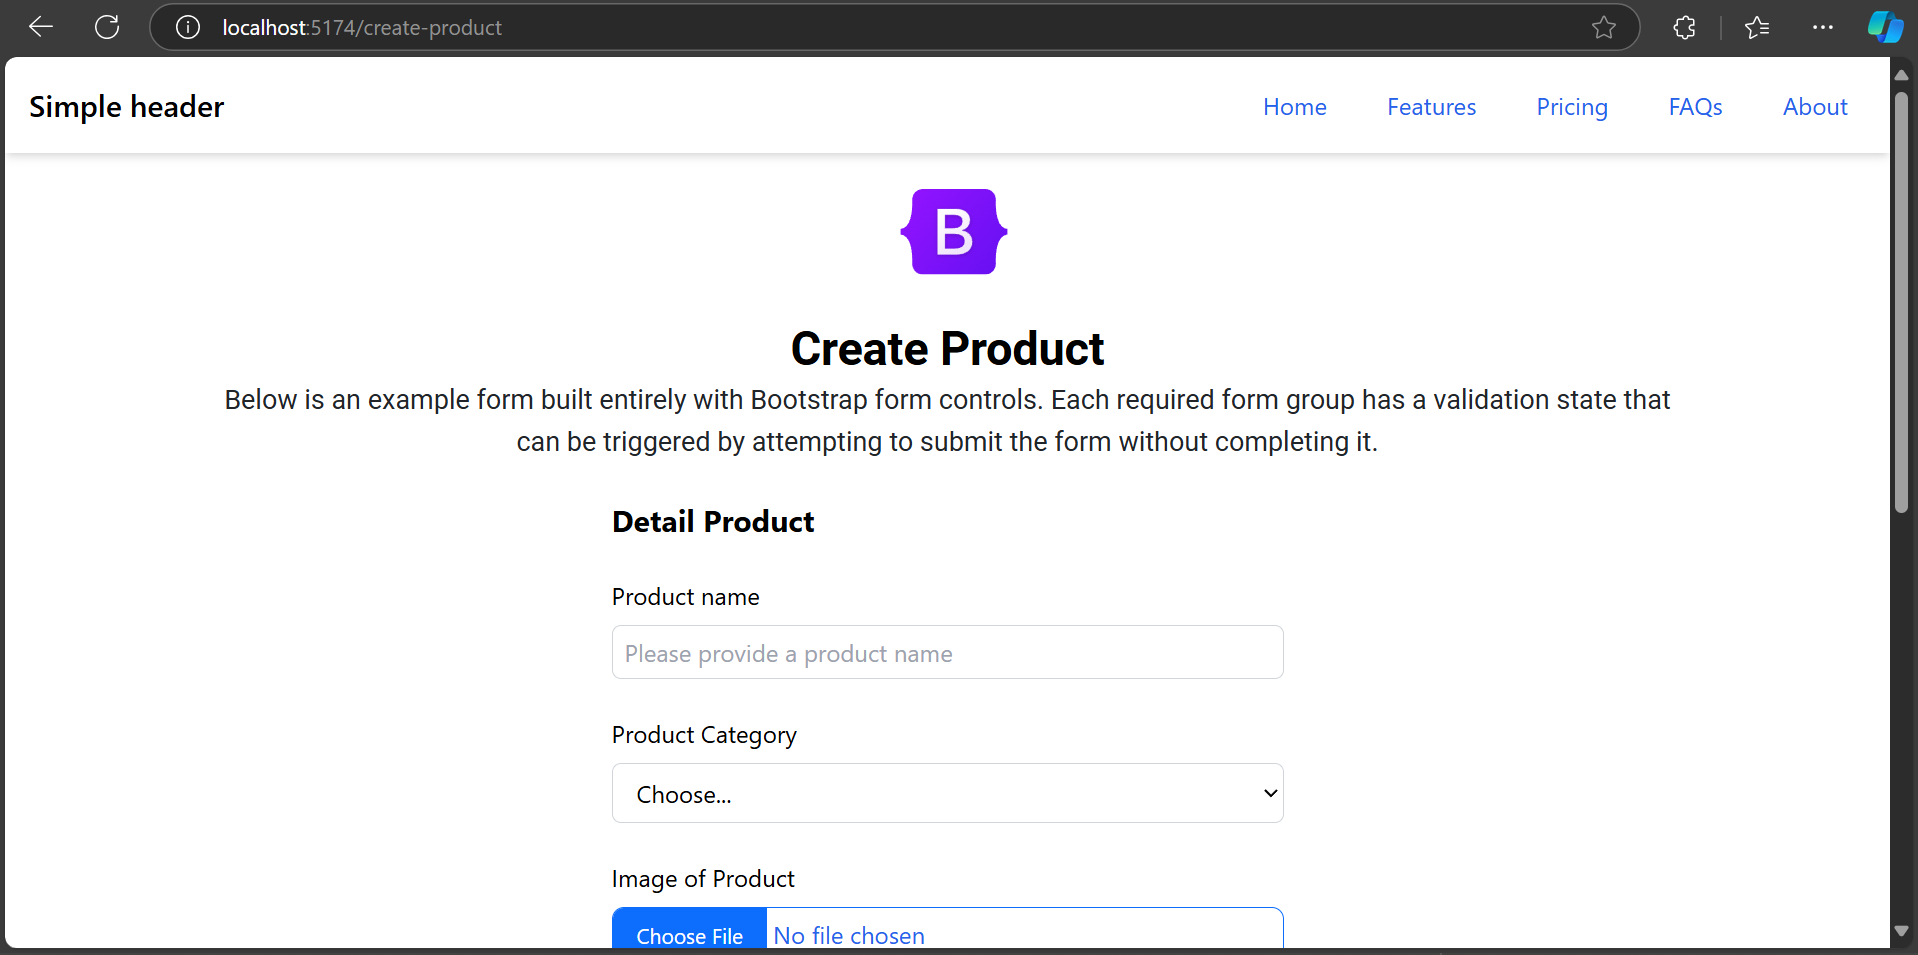 localhost:5174/create-product
Simple header
Home
Features
Pricing
FAQs
About
B
Create Product
Below is an example form built entirely with Bootstrap form controls. Each required form group has a validation state that
can be triggered by attempting to submit the form without completing it.
Detail Product
Product name
Please provide a product name
Product Category
Choose...
Image of Product
Choose File
No file chosen